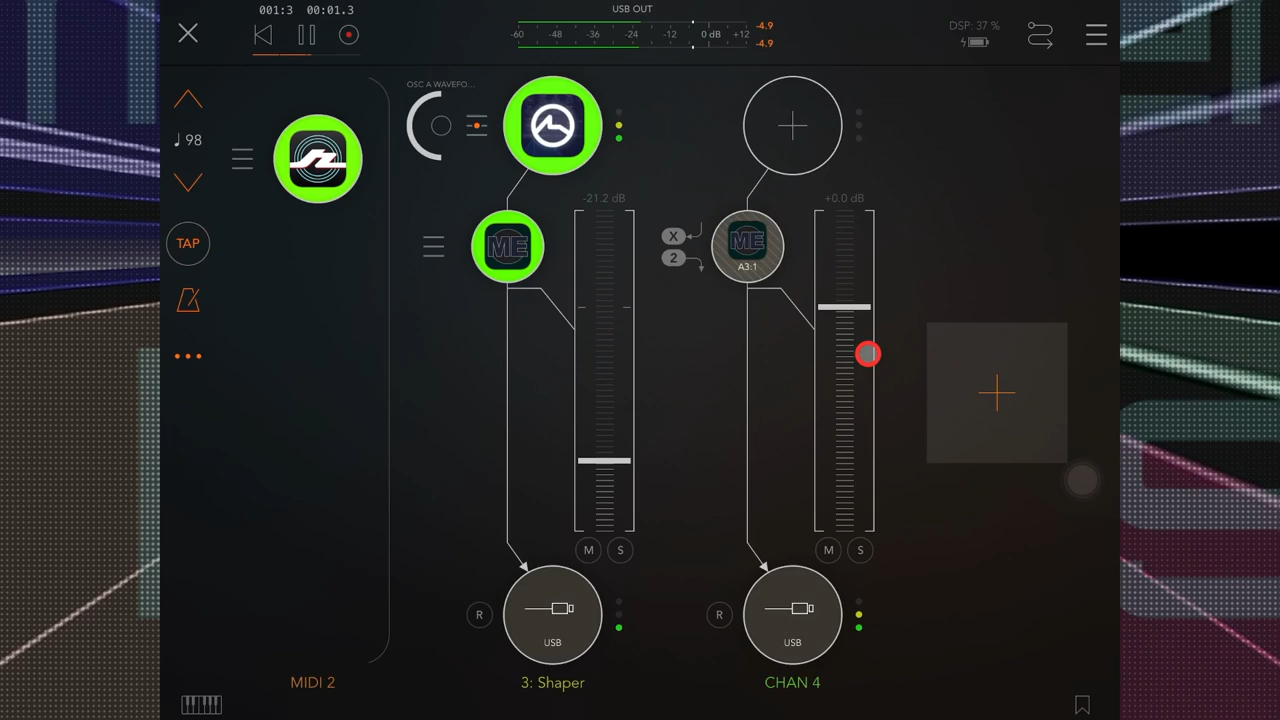 001:3 00:01.3
USB OUT
-60 -48 -36 -24 -12 0 dB +12
-4.9
-4.9
DSP: 37 %
OSC A WAVEFO...
98
TAP
-21.2 dB
+0.0 dB
ME
X
2
ME
A3:1
M S
M S
R
USB
R
USB
MIDI 2
3: Shaper
CHAN 4